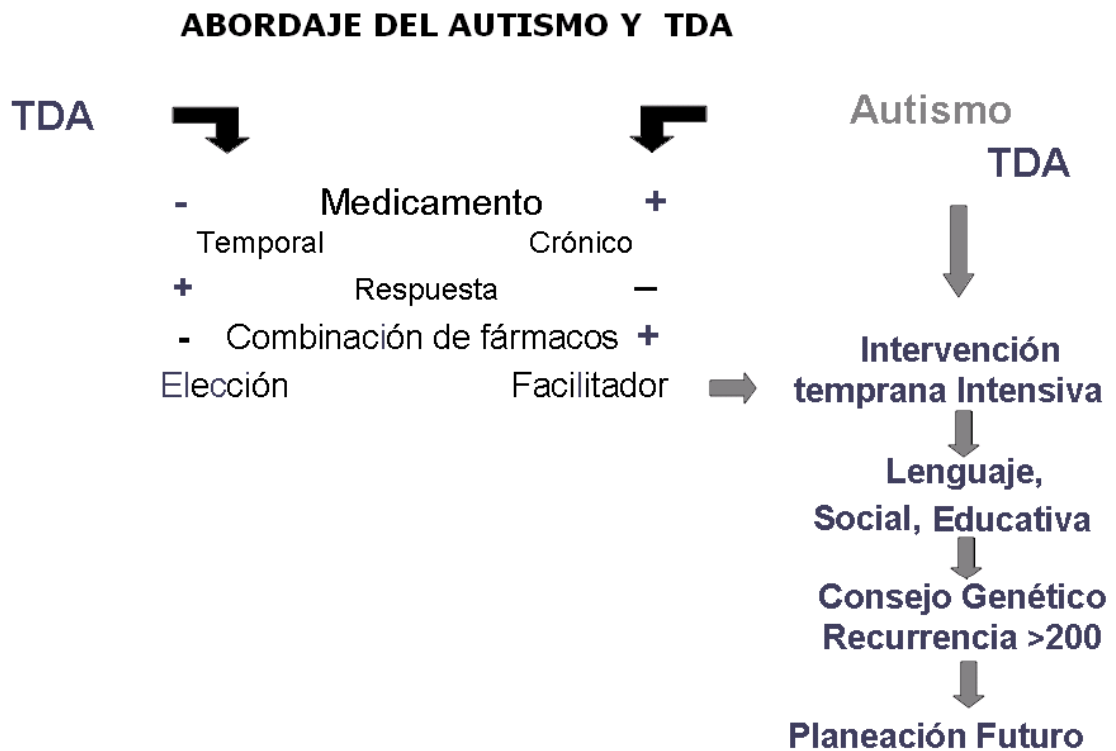 ABORDAJE DEL AUTISMO Y TDA
TDA
Autismo
TDA
- Medicamento +
Temporal Crónico
+ Respuesta –
- Combinación de fármacos +
Elección Facilitador
Intervención
temprana Intensiva
Lenguaje,
Social, Educativa
Consejo Genético
Recurrencia >200
Planeación Futuro